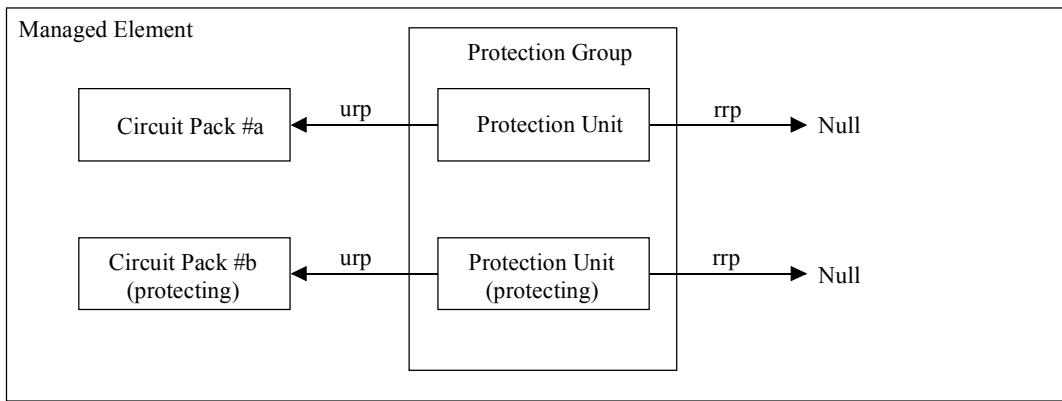 Managed Element
Protection Group
Circuit Pack #a
urp
Protection Unit
rrp
Null
Circuit Pack #b
(protecting)
urp
Protection Unit
(protecting)
rrp
Null